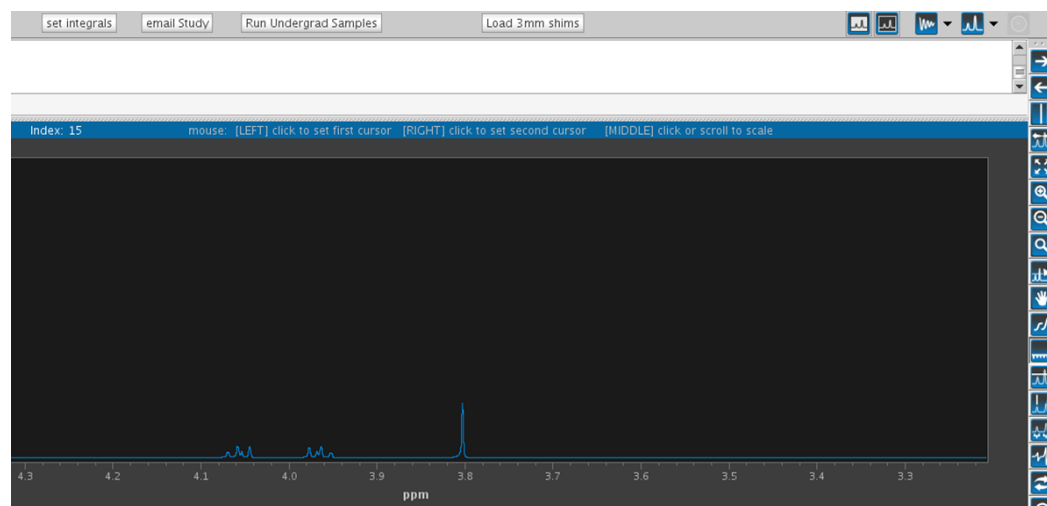 set integrals email Study Run Undergrad Samples Load 3mm shims
Index: 15 mouse: [LEFT] click to set first cursor [RIGHT] click to set second cursor [MIDDLE] click or scroll to scale
4.3 4.2 4.1 4.0 3.9 3.8 3.7 3.6 3.5 3.4 3.3
ppm